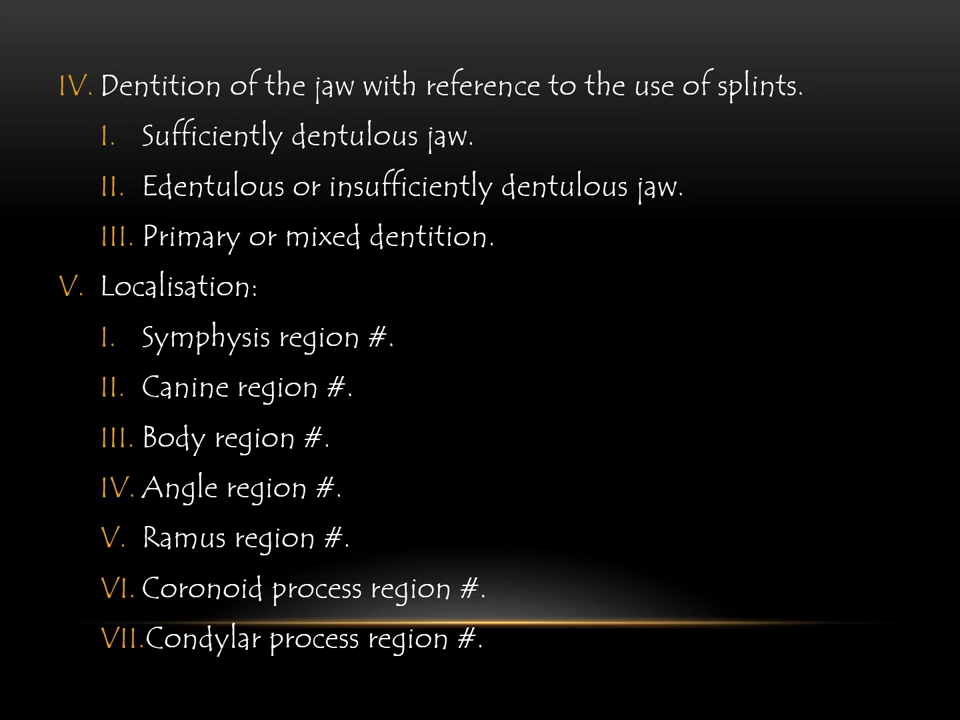 IV. Dentition of the jaw with reference to the use of splints.
I. Sufficiently dentulous jaw.
II. Edentulous or insufficiently dentulous jaw.
III. Primary or mixed dentition.
V. Localisation:
I. Symphysis region #.
II. Canine region #.
III. Body region #.
IV. Angle region #.
V. Ramus region #.
VI. Coronoid process region #.
VII. Condylar process region #.